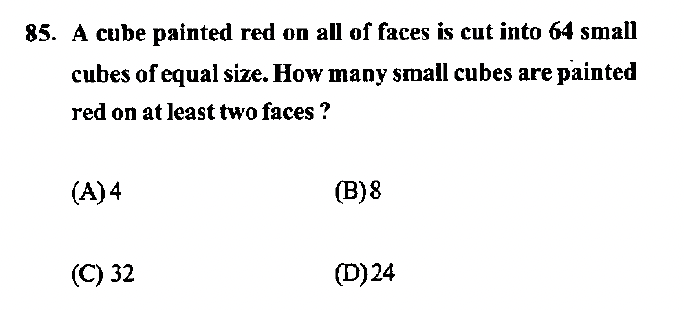 85. A cube painted red on all of faces is cut into 64 small
cubes of equal size. How many small cubes are painted
red on at least two faces ?
(A) 4 (B) 8
(C) 32 (D) 24